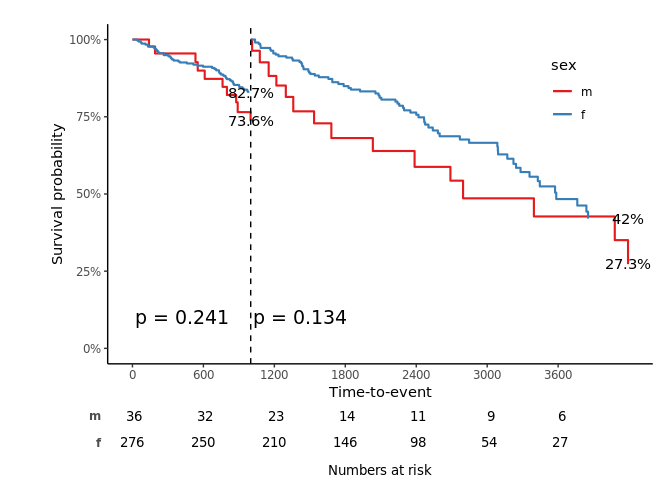 sex
m
f
Survival probability
100%
75%
50%
25%
0%
82.7%
73.6%
42%
27.3%
p = 0.241
p = 0.134
0 600 1200 1800 2400 3000 3600
Time-to-event
m 36 32 23 14 11 9 6
f 276 250 210 146 98 54 27
Numbers at risk